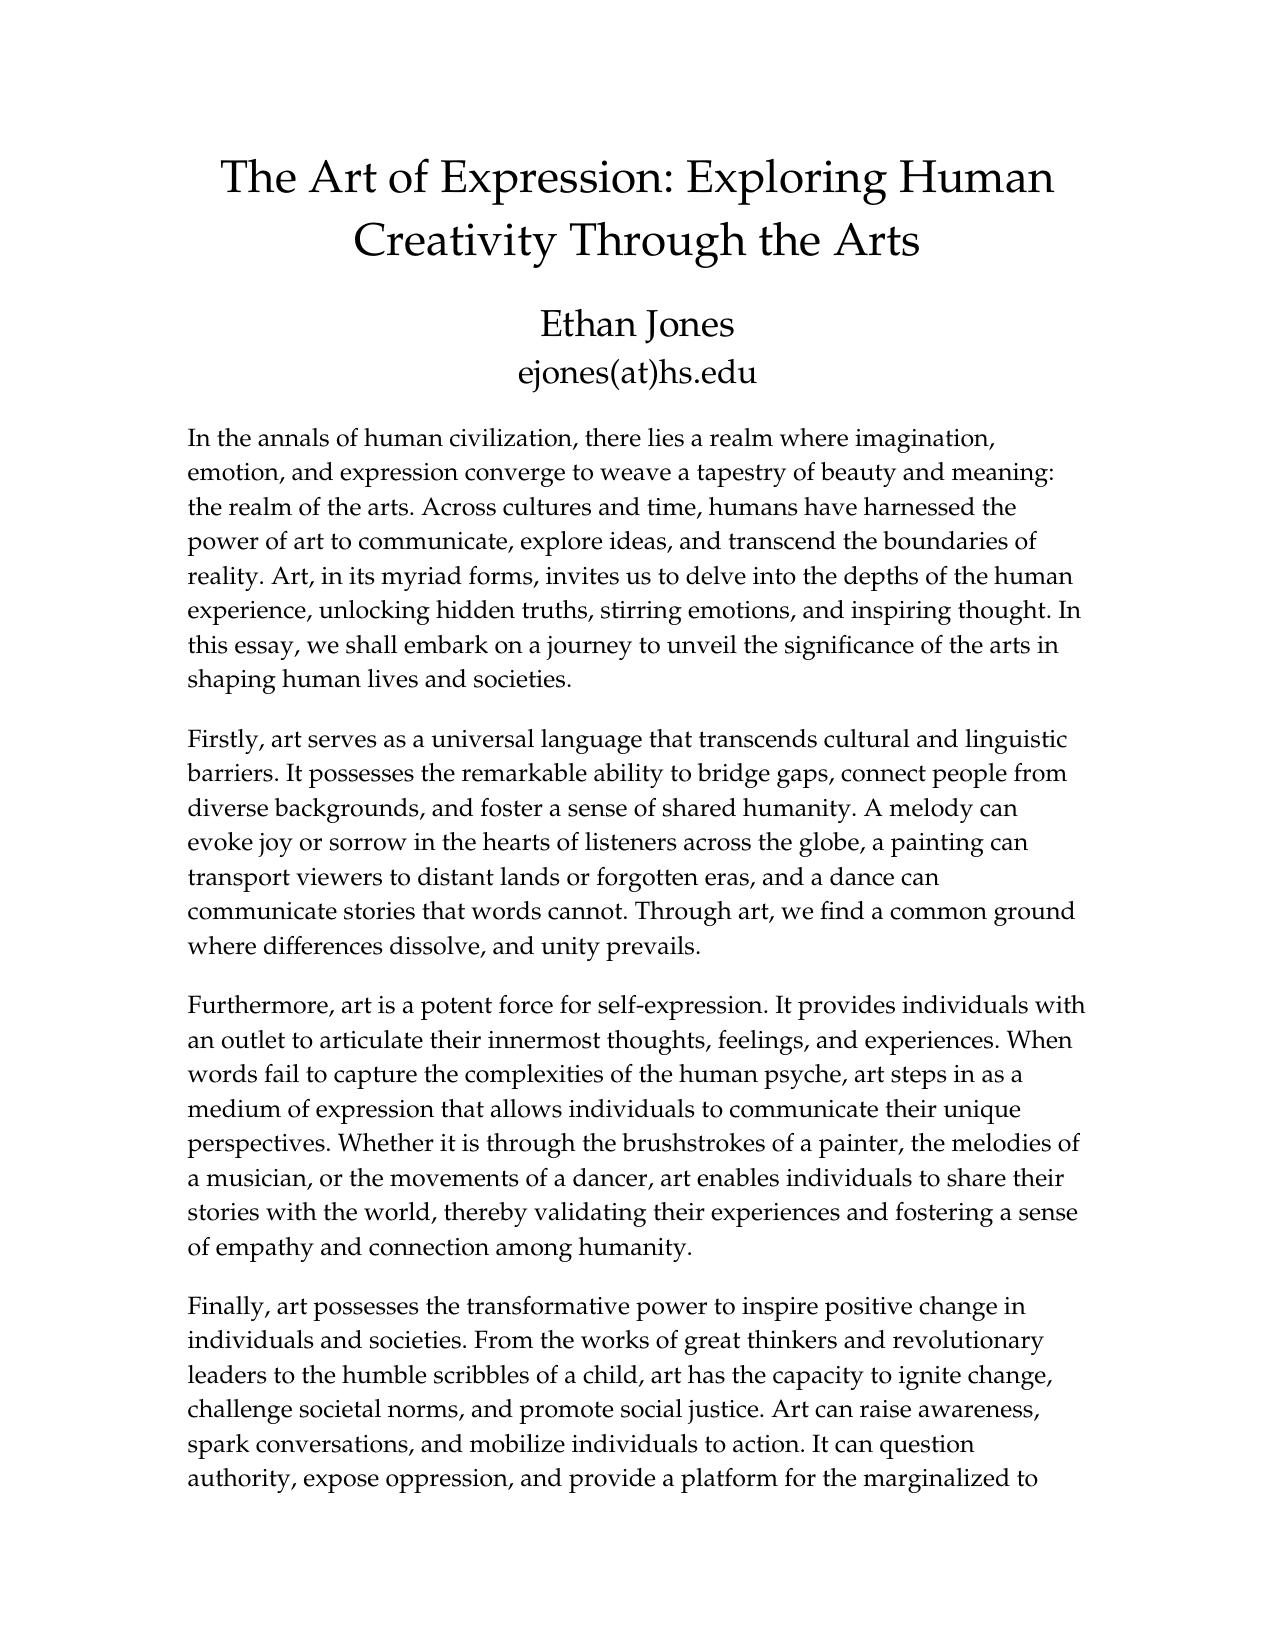 The Art of Expression: Exploring Human
Creativity Through the Arts
Ethan Jones
ejones(at)hs.edu
In the annals of human civilization, there lies a realm where imagination,
emotion, and expression converge to weave a tapestry of beauty and meaning:
the realm of the arts. Across cultures and time, humans have harnessed the
power of art to communicate, explore ideas, and transcend the boundaries of
reality. Art, in its myriad forms, invites us to delve into the depths of the human
experience, unlocking hidden truths, stirring emotions, and inspiring thought. In
this essay, we shall embark on a journey to unveil the significance of the arts in
shaping human lives and societies.
Firstly, art serves as a universal language that transcends cultural and linguistic
barriers. It possesses the remarkable ability to bridge gaps, connect people from
diverse backgrounds, and foster a sense of shared humanity. A melody can
evoke joy or sorrow in the hearts of listeners across the globe, a painting can
transport viewers to distant lands or forgotten eras, and a dance can
communicate stories that words cannot. Through art, we find a common ground
where differences dissolve, and unity prevails.
Furthermore, art is a potent force for self-expression. It provides individuals with
an outlet to articulate their innermost thoughts, feelings, and experiences. When
words fail to capture the complexities of the human psyche, art steps in as a
medium of expression that allows individuals to communicate their unique
perspectives. Whether it is through the brushstrokes of a painter, the melodies of
a musician, or the movements of a dancer, art enables individuals to share their
stories with the world, thereby validating their experiences and fostering a sense
of empathy and connection among humanity.
Finally, art possesses the transformative power to inspire positive change in
individuals and societies. From the works of great thinkers and revolutionary
leaders to the humble scribbles of a child, art has the capacity to ignite change,
challenge societal norms, and promote social justice. Art can raise awareness,
spark conversations, and mobilize individuals to action. It can question
authority, expose oppression, and provide a platform for the marginalized to